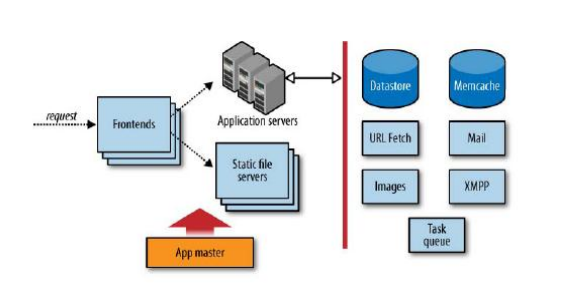 request
Frontends
Application servers
Static file
servers
App master
Datastore
Memcache
URL Fetch
Mail
Images
XMPP
Task
queue